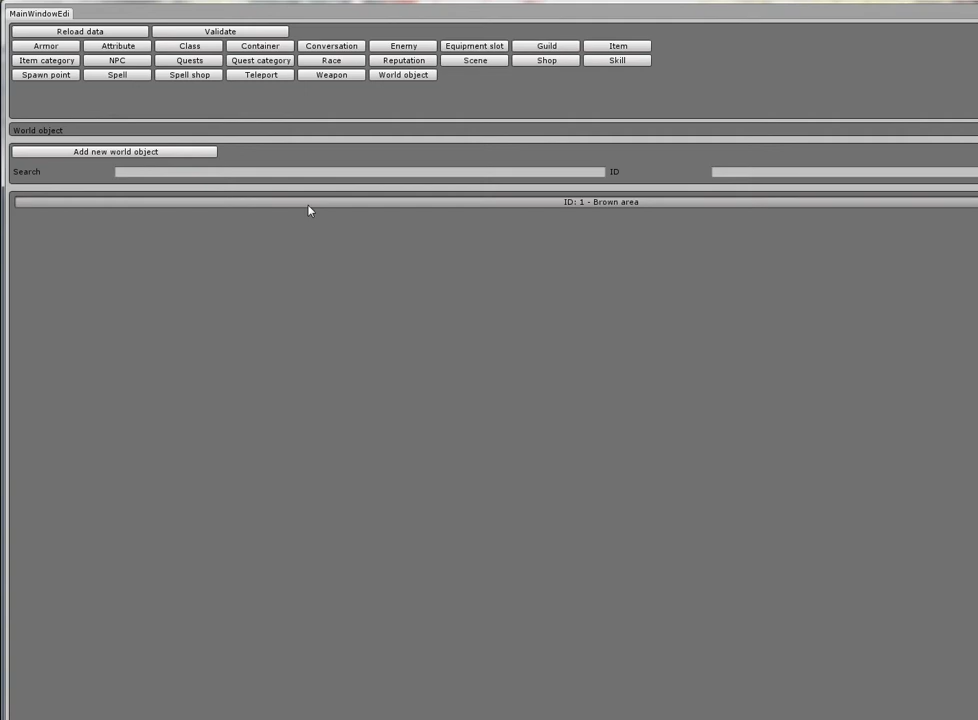 MainWindowEdi
Reload data Validate
Armor Attribute Class Container Conversation Enemy Equipment slot Guild Item
Item category NPC Quests Quest category Race Reputation Scene Shop Skill
Spawn point Spell Spell shop Teleport Weapon World object
World object
Add new world object
Search ID
ID: 1 - Brown area